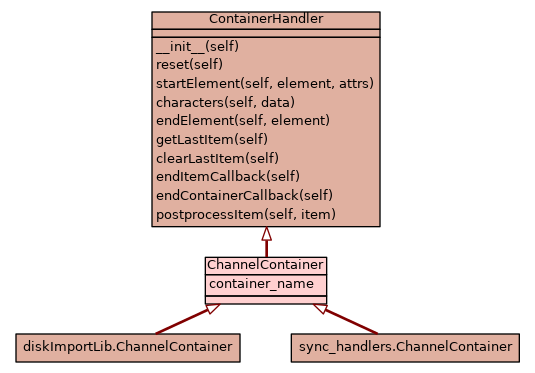 ContainerHandler
__init__(self)
reset(self)
startElement(self, element, attrs)
characters(self, data)
endElement(self, element)
getLastItem(self)
clearLastItem(self)
endItemCallback(self)
endContainerCallback(self)
postprocessItem(self, item)
ChannelContainer
container_name
diskImportLib.ChannelContainer
sync_handlers.ChannelContainer